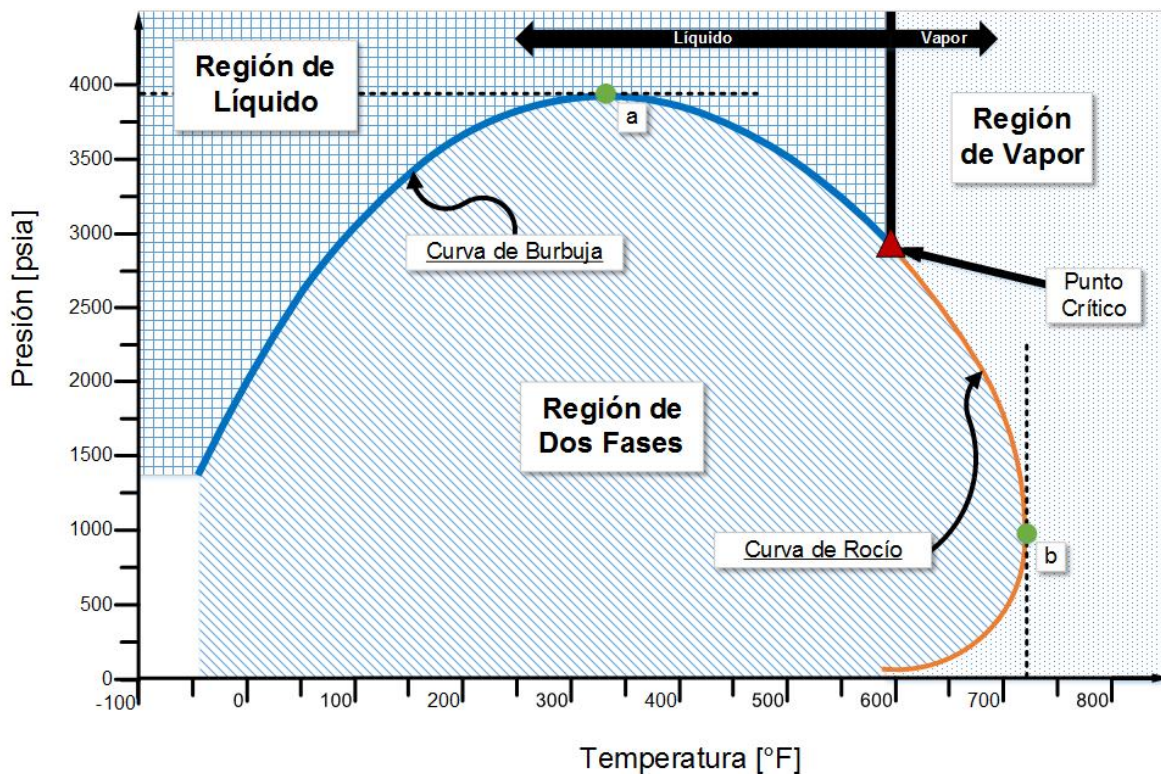 Líquido
Vapor
Región de
Líquido
Región
de Vapor
a
Curva de Burbuja
Punto
Crítico
Región de
Dos Fases
Curva de Rocío
b
Presión [psia]
4000
3500
3000
2500
2000
1500
1000
500
0
-100
0
100
200
300
400
500
600
700
800
Temperatura [°F]